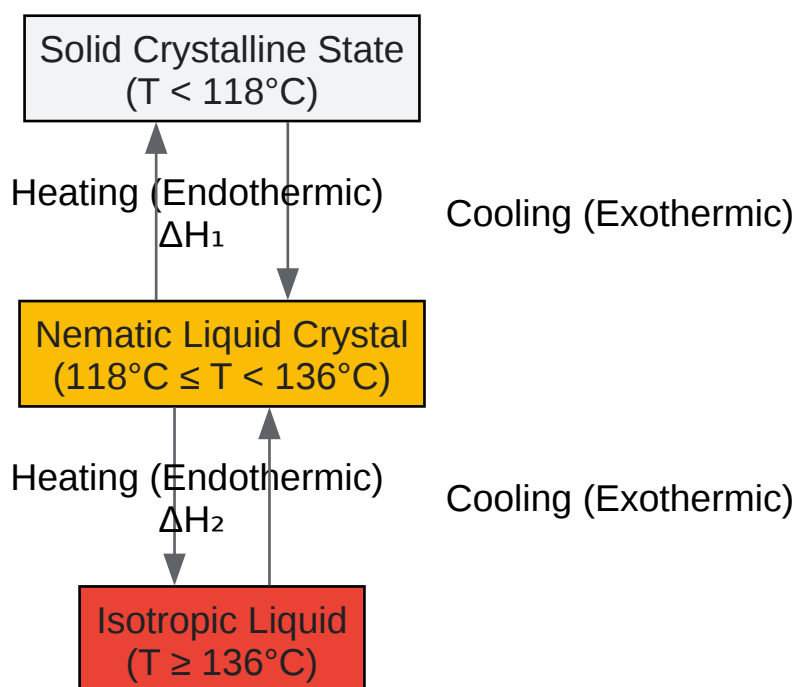 Solid Crystalline State
(T < 118°C)
Heating (Endothermic)
ΔH₁
Cooling (Exothermic)
Nematic Liquid Crystal
(118°C ≤ T < 136°C)
Heating (Endothermic)
ΔH₂
Cooling (Exothermic)
Isotropic Liquid
(T ≥ 136°C)